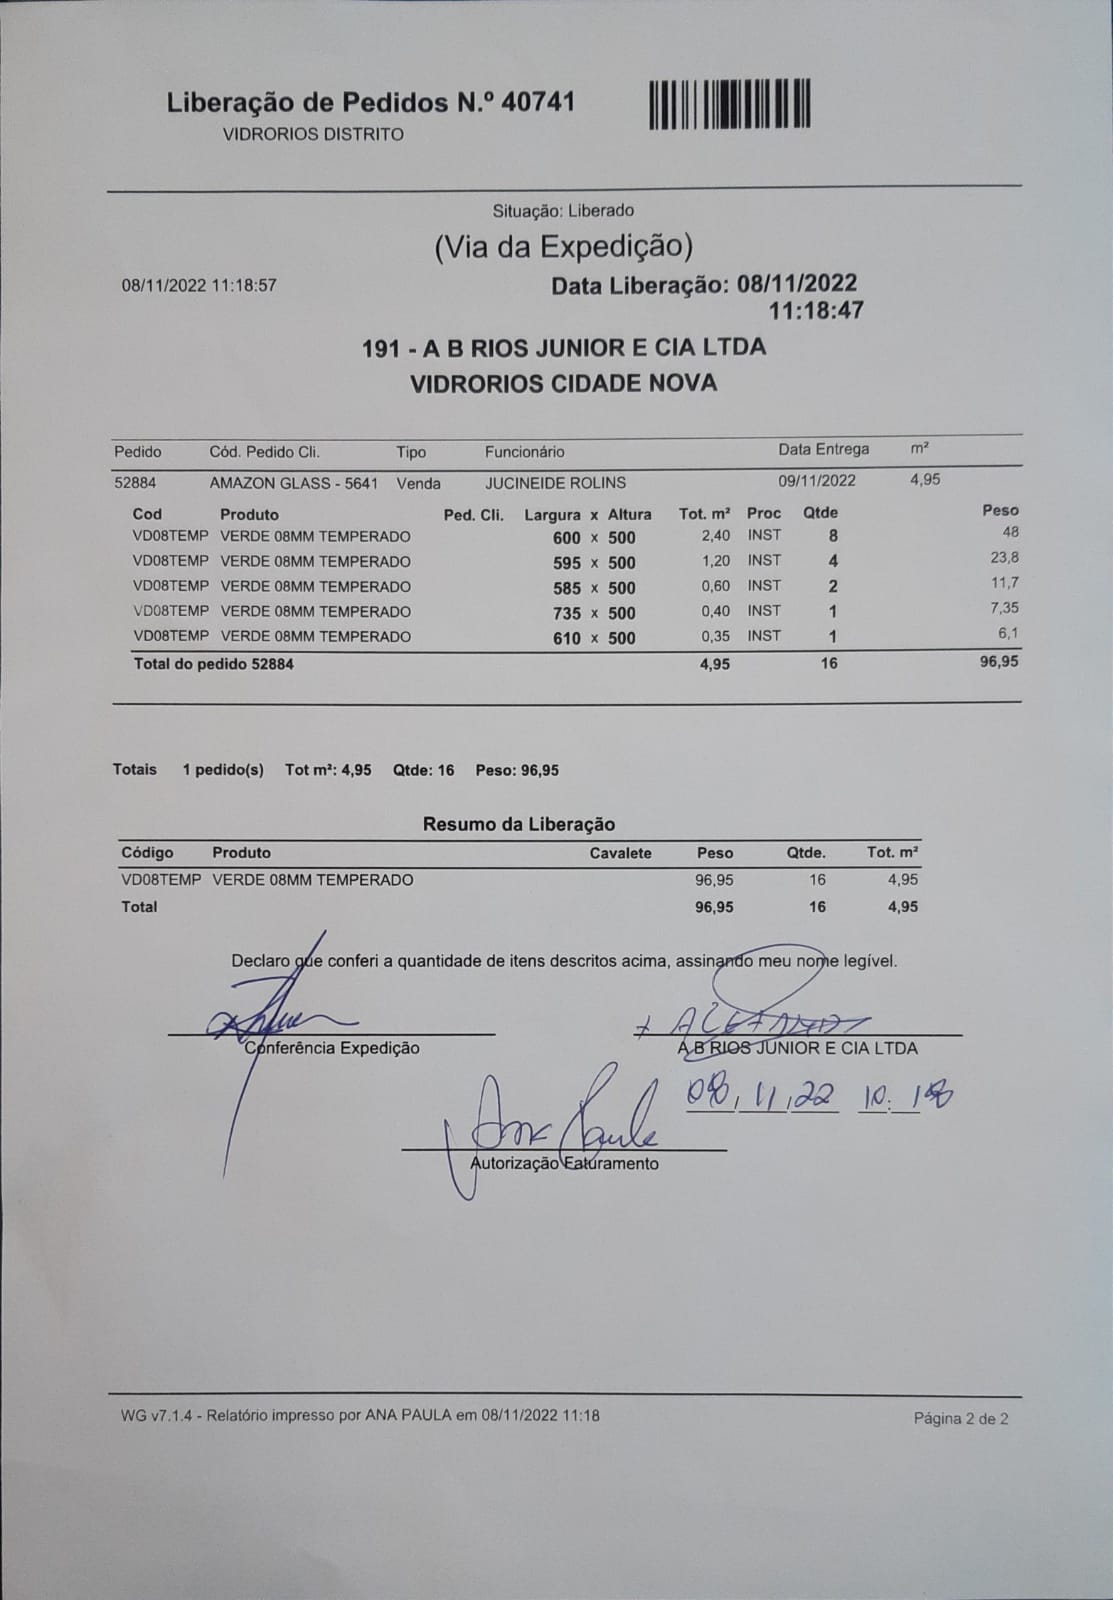 Liberação de Pedidos N.º 40741
VIDRORIOS DISTRITO
Situação: Liberado
(Via da Expedição)
08/11/2022 11:18:57
Data Liberação: 08/11/2022
11:18:47
191 - A B RIOS JUNIOR E CIA LTDA
VIDRORIOS CIDADE NOVA
Pedido Cód. Pedido Cli. Tipo Funcionário Data Entrega m²
52884 AMAZON GLASS - 5641 Venda JUCINEIDE ROLINS 09/11/2022 4,95
Cod Produto Ped. Cli. Largura x Altura Tot. m² Proc Qtde Peso
VD08TEMP VERDE 08MM TEMPERADO 600 x 500 2,40 INST 8 48
VD08TEMP VERDE 08MM TEMPERADO 595 x 500 1,20 INST 4 23,8
VD08TEMP VERDE 08MM TEMPERADO 585 x 500 0,60 INST 2 11,7
VD08TEMP VERDE 08MM TEMPERADO 735 x 500 0,40 INST 1 7,35
VD08TEMP VERDE 08MM TEMPERADO 610 x 500 0,35 INST 1 6,1
Total do pedido 52884 4,95 16 96,95
Totais 1 pedido(s) Tot m²: 4,95 Qtde: 16 Peso: 96,95
Resumo da Liberação
Código Produto Cavalete Peso Qtde. Tot. m²
VD08TEMP VERDE 08MM TEMPERADO 96,95 16 4,95
Total 96,95 16 4,95
Declaro que conferi a quantidade de itens descritos acima, assinando meu nome legível.
Conferência Expedição
A B RIOS JUNIOR E CIA LTDA
08, 11, 22 10: 18
Ana Paula
Autorização Faturamento
WG v7.1.4 - Relatório impresso por ANA PAULA em 08/11/2022 11:18
Página 2 de 2